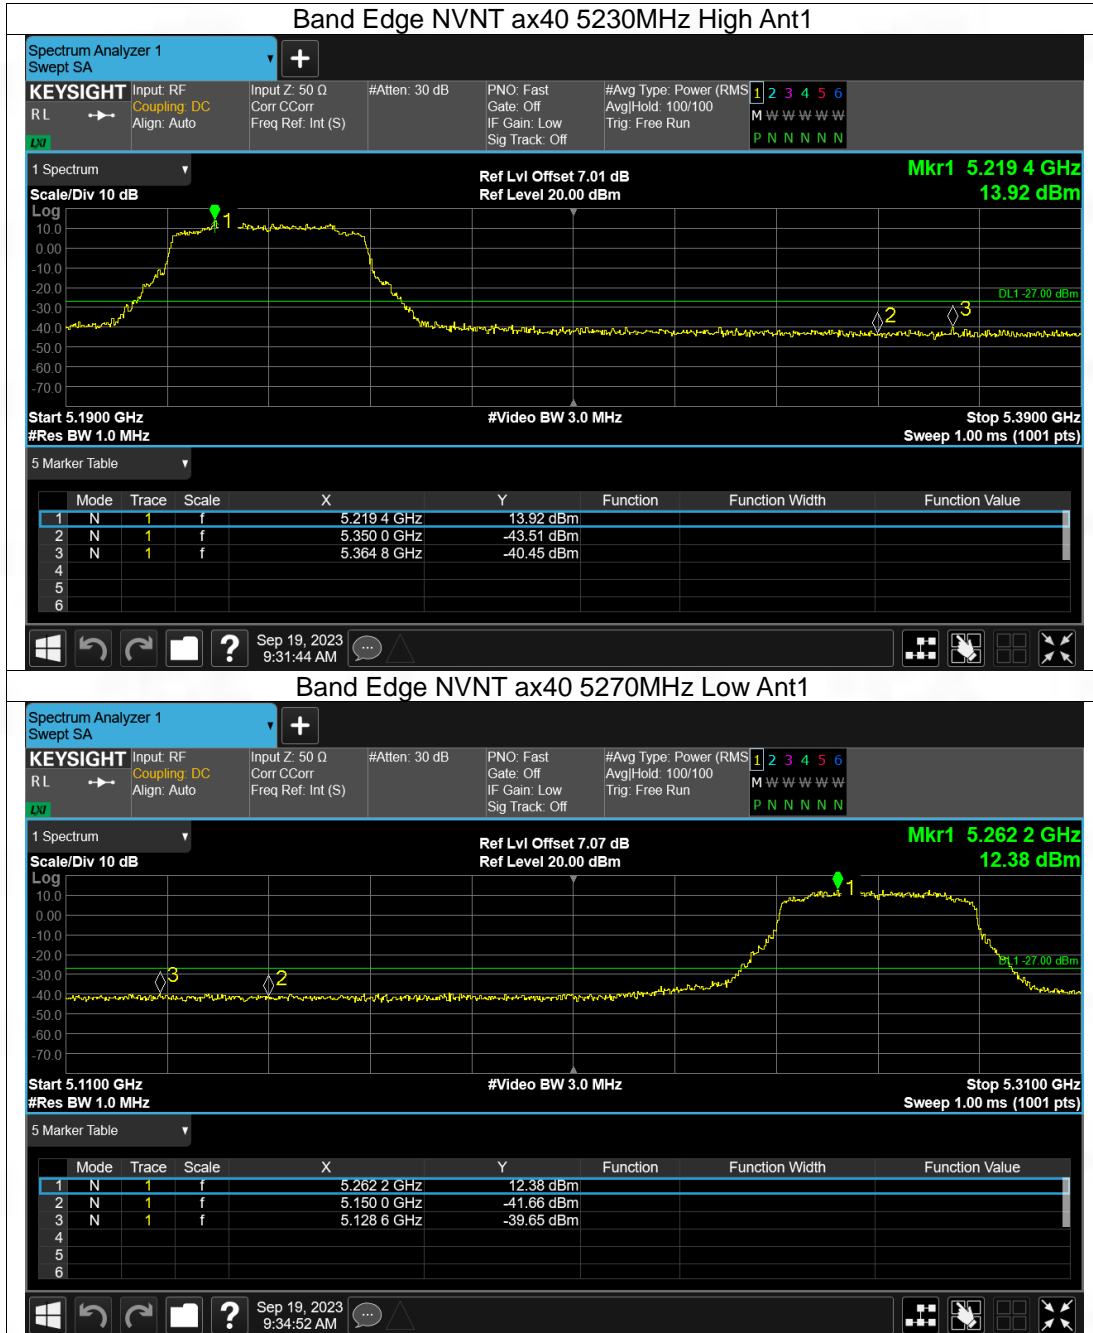 Band Edge NVNT ax40 5230MHz High Ant1
Spectrum Analyzer 1
Swept SA
KEYSIGHT Input: RF Input Z: 50 Ω #Atten: 30 dB PNO: Fast #Avg Type: Power (RMS 1 2 3 4 5 6
RL Coupling: DC Corr CCorr Gate: Off Avg|Hold: 100/100 M W W W W W
Align: Auto Freq Ref: Int (S) IF Gain: Low Trig: Free Run
LXI Sig Track: Off P N N N N N
1 Spectrum Ref Lvl Offset 7.01 dB Mkr1 5.219 4 GHz
Scale/Div 10 dB Ref Level 20.00 dBm 13.92 dBm
Log
1
10.0
0.00
-10.0
-20.0
DL1 -27.00 dBm
-30.0
2 3
-40.0
-50.0
-60.0
-70.0
Start 5.1900 GHz #Video BW 3.0 MHz Stop 5.3900 GHz
#Res BW 1.0 MHz Sweep 1.00 ms (1001 pts)
5 Marker Table
Mode Trace Scale X Y Function Function Width Function Value
1 N 1 f 5.219 4 GHz 13.92 dBm
2 N 1 f 5.350 0 GHz -43.51 dBm
3 N 1 f 5.364 8 GHz -40.45 dBm
4
5
6
? Sep 19, 2023
9:31:44 AM
Band Edge NVNT ax40 5270MHz Low Ant1
Spectrum Analyzer 1
Swept SA
KEYSIGHT Input: RF Input Z: 50 Ω #Atten: 30 dB PNO: Fast #Avg Type: Power (RMS 1 2 3 4 5 6
RL Coupling: DC Corr CCorr Gate: Off Avg|Hold: 100/100 M W W W W W
Align: Auto Freq Ref: Int (S) IF Gain: Low Trig: Free Run
LXI Sig Track: Off P N N N N N
1 Spectrum Ref Lvl Offset 7.07 dB Mkr1 5.262 2 GHz
Scale/Div 10 dB Ref Level 20.00 dBm 12.38 dBm
Log
1
10.0
0.00
-10.0
-20.0
DL1 -27.00 dBm
-30.0
3 2
-40.0
-50.0
-60.0
-70.0
Start 5.1100 GHz #Video BW 3.0 MHz Stop 5.3100 GHz
#Res BW 1.0 MHz Sweep 1.00 ms (1001 pts)
5 Marker Table
Mode Trace Scale X Y Function Function Width Function Value
1 N 1 f 5.262 2 GHz 12.38 dBm
2 N 1 f 5.150 0 GHz -41.66 dBm
3 N 1 f 5.128 6 GHz -39.65 dBm
4
5
6
? Sep 19, 2023
9:34:52 AM